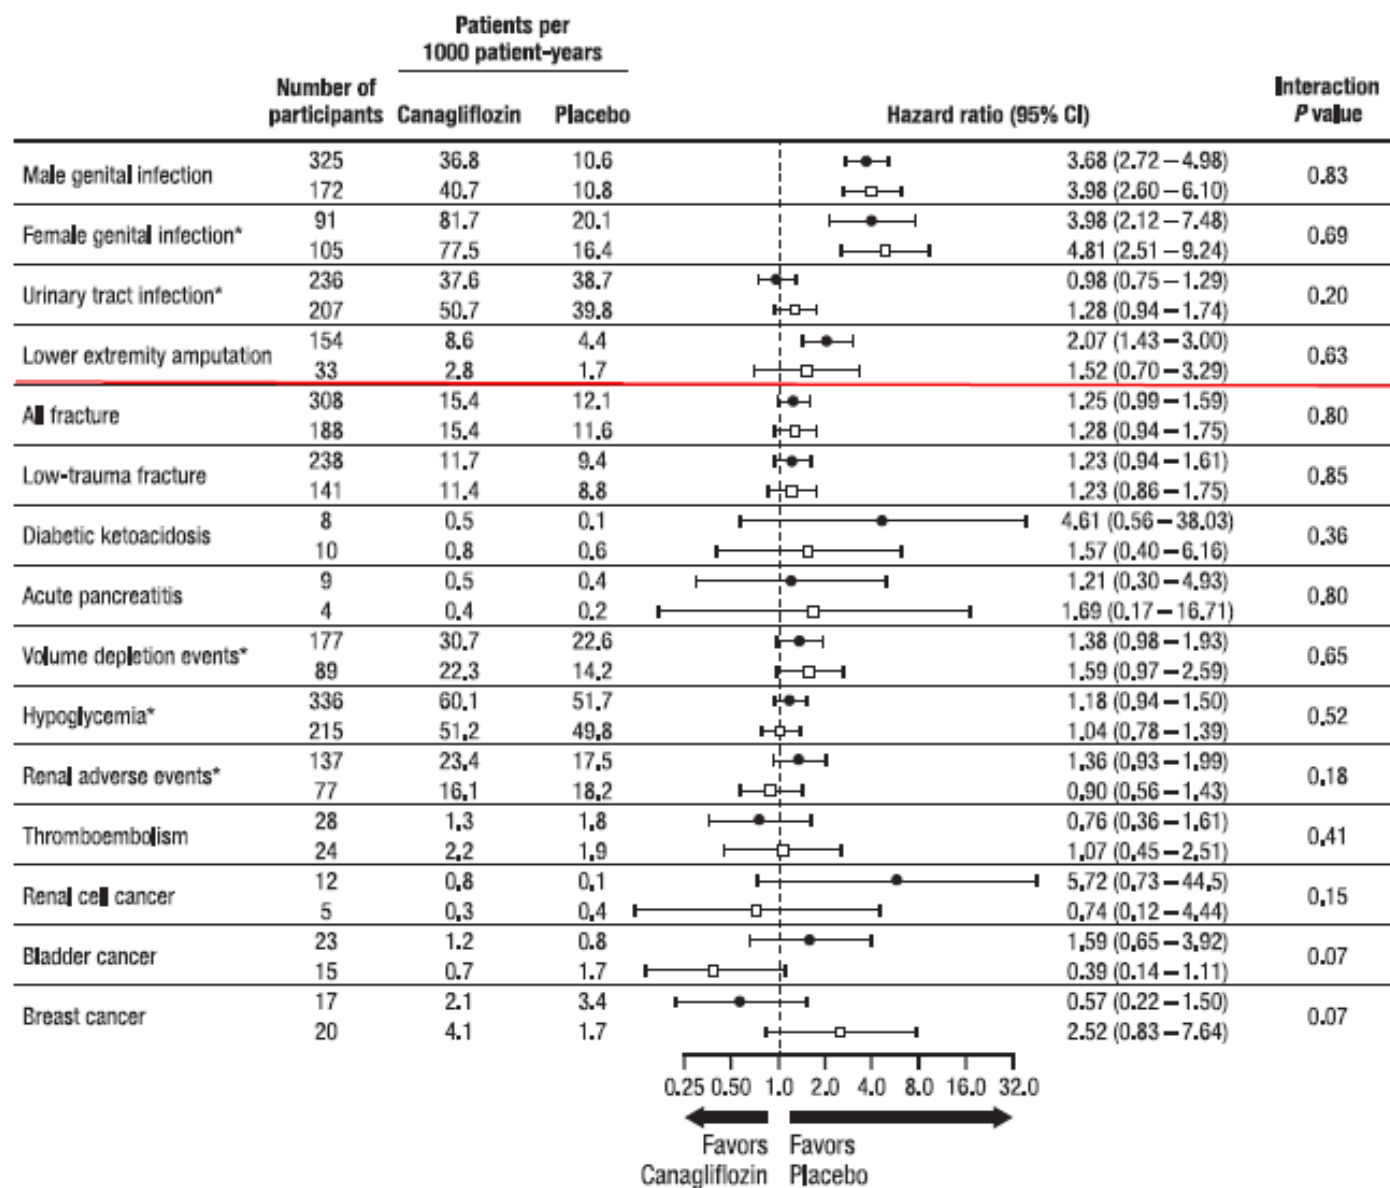 Patients per
1000 patient-years
Number of participants Canagliflozin Placebo Hazard ratio (95% CI) Interaction P value
Male genital infection
325 36.8 10.6 3.68 (2.72 – 4.98)
172 40.7 10.8 3.98 (2.60 – 6.10)
0.83
Female genital infection*
91 81.7 20.1 3.98 (2.12 – 7.48)
105 77.5 16.4 4.81 (2.51 – 9.24)
0.69
Urinary tract infection*
236 37.6 38.7 0.98 (0.75 – 1.29)
207 50.7 39.8 1.28 (0.94 – 1.74)
0.20
Lower extremity amputation
154 8.6 4.4 2.07 (1.43 – 3.00)
33 2.8 1.7 1.52 (0.70 – 3.29)
0.63
All fracture
308 15.4 12.1 1.25 (0.99 – 1.59)
188 15.4 11.6 1.28 (0.94 – 1.75)
0.80
Low-trauma fracture
238 11.7 9.4 1.23 (0.94 – 1.61)
141 11.4 8.8 1.23 (0.86 – 1.75)
0.85
Diabetic ketoacidosis
8 0.5 0.1 4.61 (0.56 – 38.03)
10 0.8 0.6 1.57 (0.40 – 6.16)
0.36
Acute pancreatitis
9 0.5 0.4 1.21 (0.30 – 4.93)
4 0.4 0.2 1.69 (0.17 – 16.71)
0.80
Volume depletion events*
177 30.7 22.6 1.38 (0.98 – 1.93)
89 22.3 14.2 1.59 (0.97 – 2.59)
0.65
Hypoglycemia*
336 60.1 51.7 1.18 (0.94 – 1.50)
215 51.2 49.8 1.04 (0.78 – 1.39)
0.52
Renal adverse events*
137 23.4 17.5 1.36 (0.93 – 1.99)
77 16.1 18.2 0.90 (0.56 – 1.43)
0.18
Thromboembolism
28 1.3 1.8 0.76 (0.36 – 1.61)
24 2.2 1.9 1.07 (0.45 – 2.51)
0.41
Renal cell cancer
12 0.8 0.1 5.72 (0.73 – 44.5)
5 0.3 0.4 0.74 (0.12 – 4.44)
0.15
Bladder cancer
23 1.2 0.8 1.59 (0.65 – 3.92)
15 0.7 1.7 0.39 (0.14 – 1.11)
0.07
Breast cancer
17 2.1 3.4 0.57 (0.22 – 1.50)
20 4.1 1.7 2.52 (0.83 – 7.64)
0.07
0.25 0.50 1.0 2.0 4.0 8.0 16.0 32.0
Favors Canagliflozin
Favors Placebo